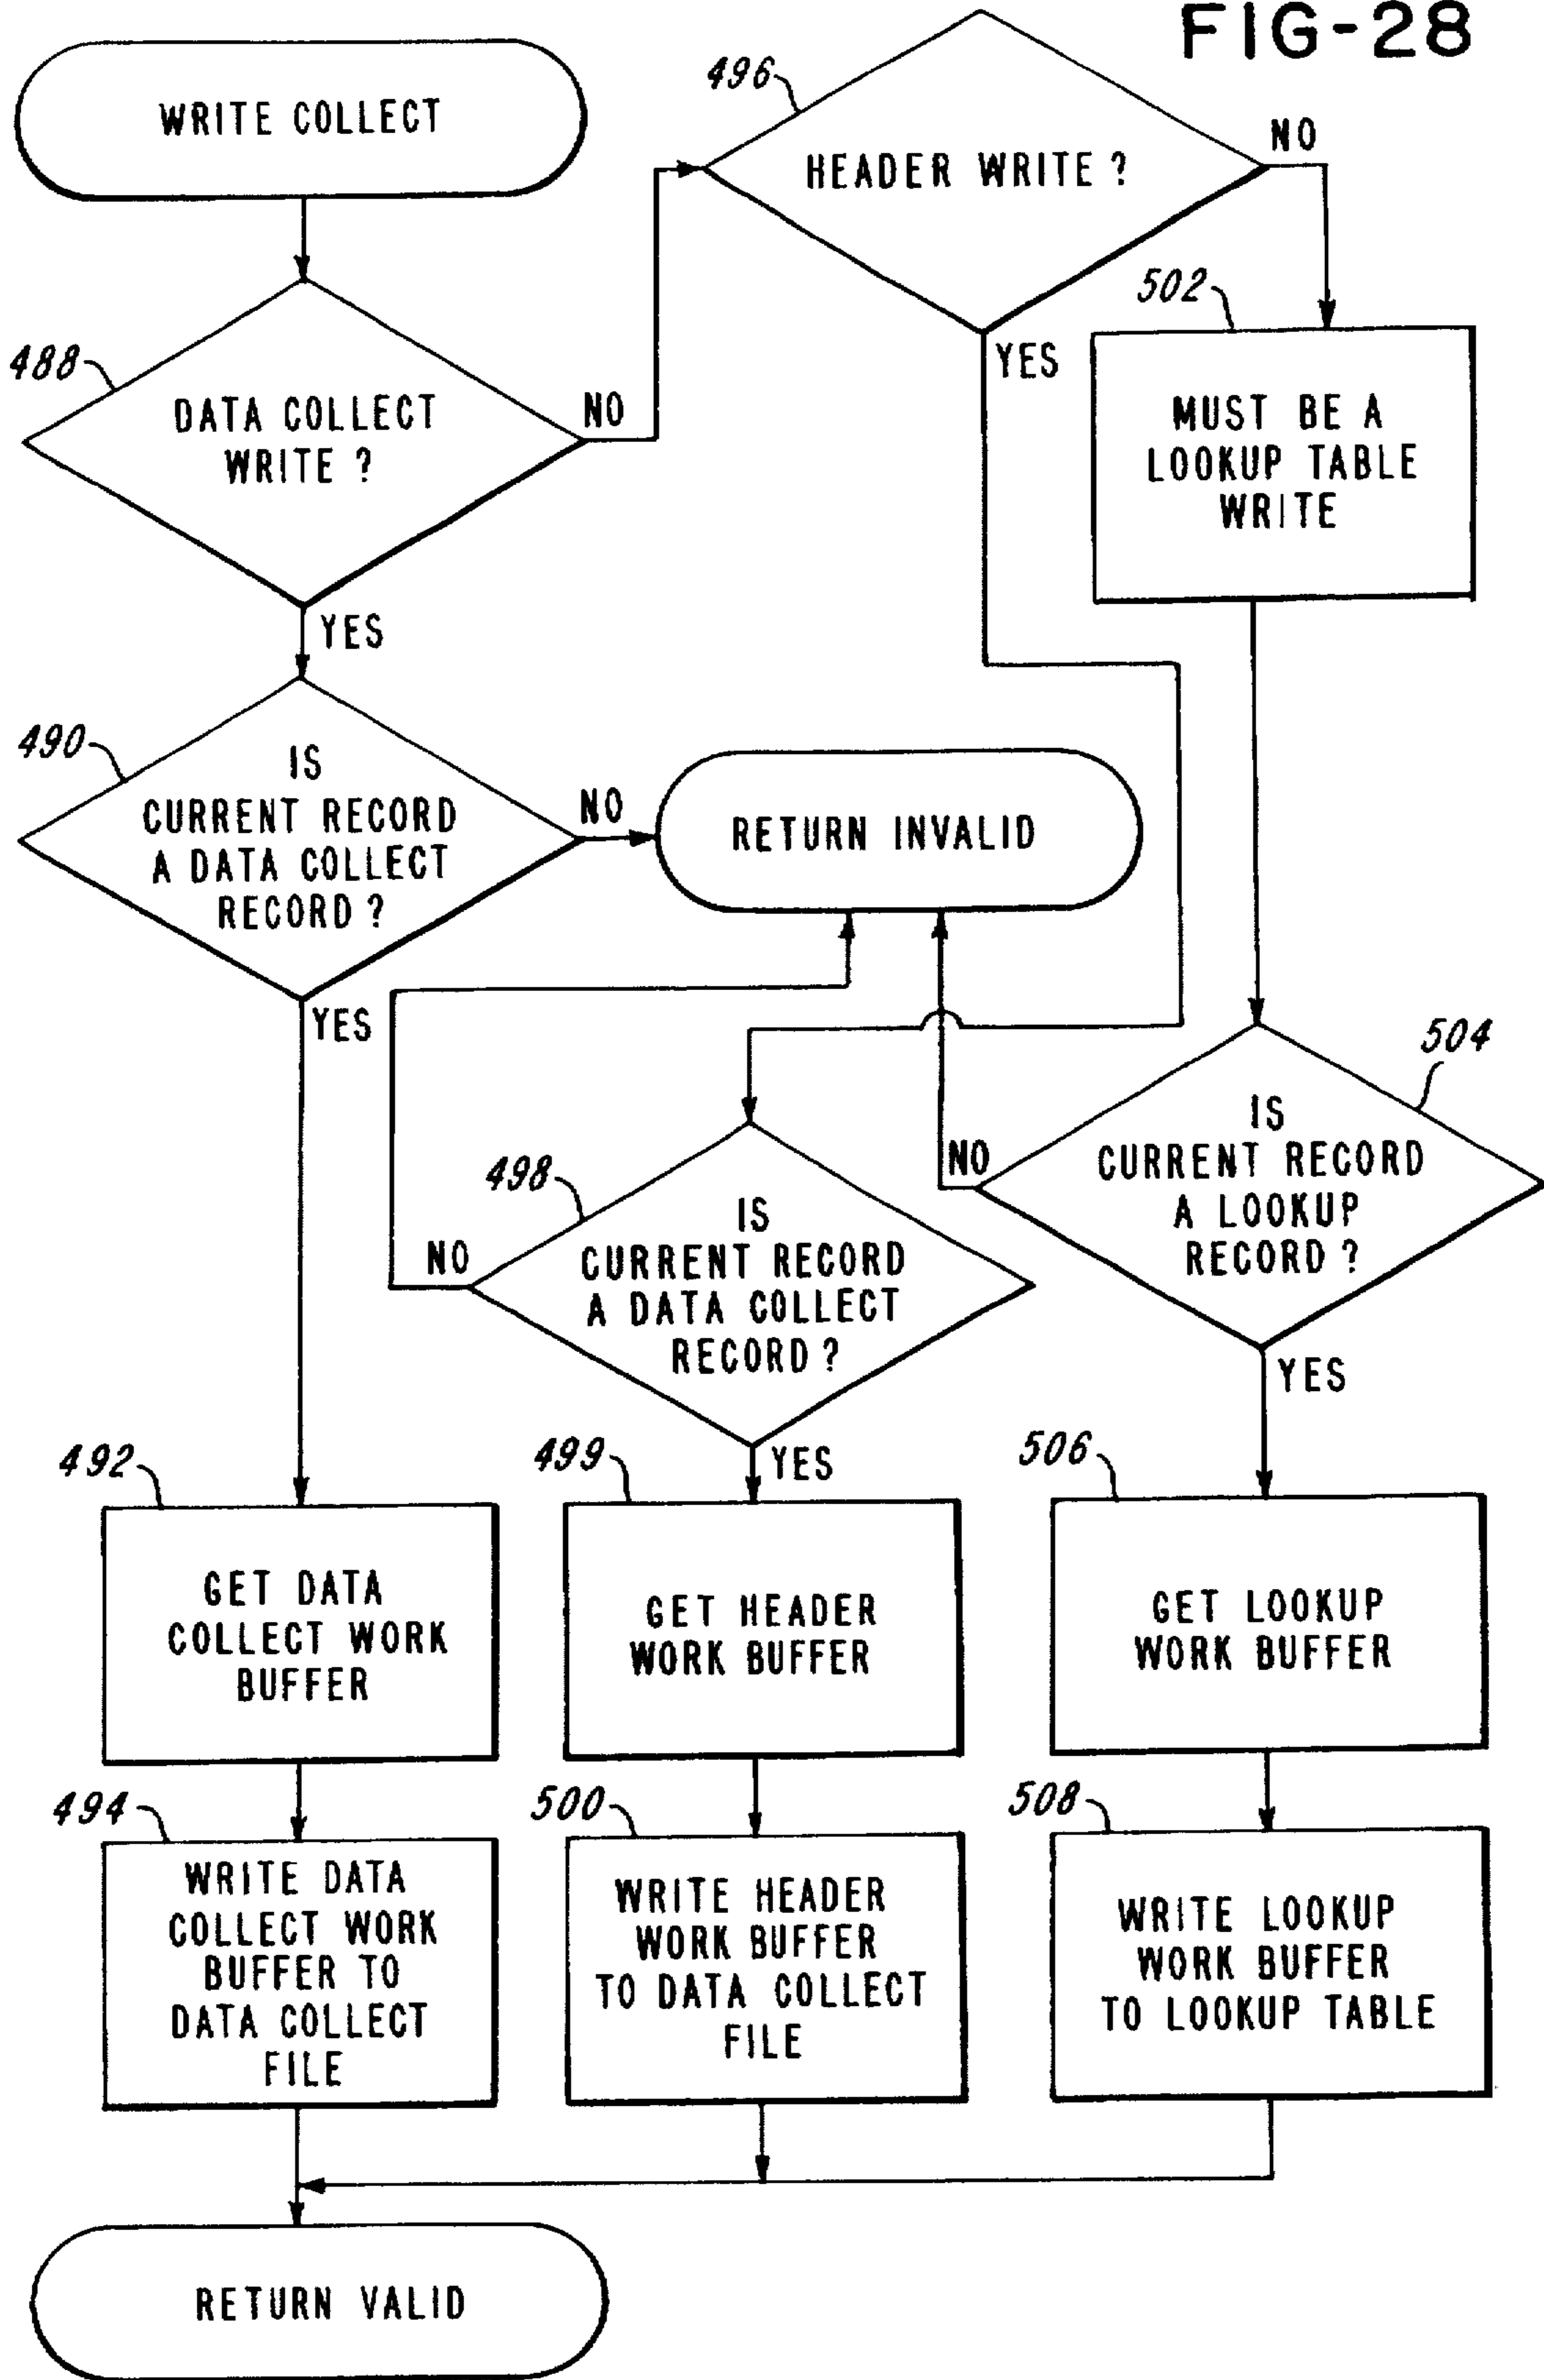 FIG-28
WRITE COLLECT
488
DATA COLLECT
WRITE ?
NO
YES
496
HEADER WRITE ?
NO
YES
502
MUST BE A
LOOKUP TABLE
WRITE
490
IS
CURRENT RECORD
A DATA COLLECT
RECORD ?
NO
YES
RETURN INVALID
498
IS
CURRENT RECORD
A DATA COLLECT
RECORD ?
NO
YES
504
IS
CURRENT RECORD
A LOOKUP
RECORD ?
NO
YES
492
GET DATA
COLLECT WORK
BUFFER
499
GET HEADER
WORK BUFFER
506
GET LOOKUP
WORK BUFFER
494
WRITE DATA
COLLECT WORK
BUFFER TO
DATA COLLECT
FILE
500
WRITE HEADER
WORK BUFFER
TO DATA COLLECT
FILE
508
WRITE LOOKUP
WORK BUFFER
TO LOOKUP TABLE
RETURN VALID